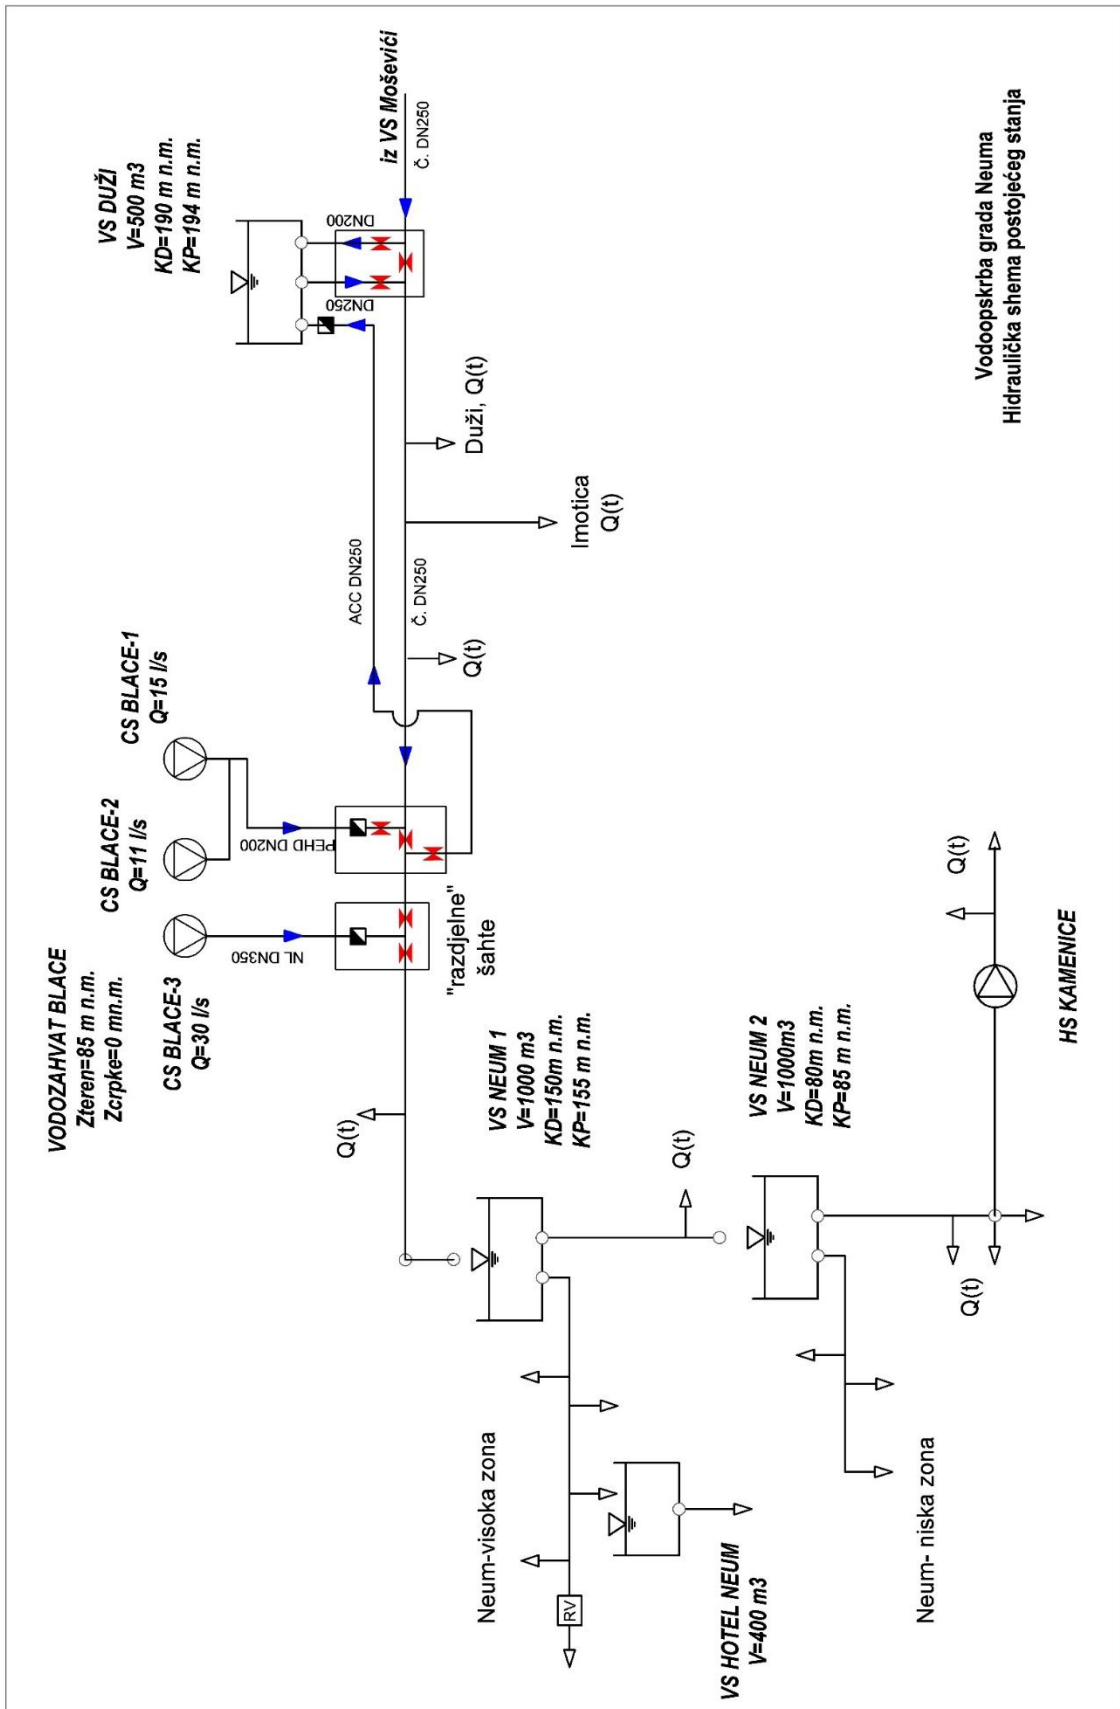 VODOZAHVAT BLACE
Zteren=85 m n.m.
Zcrpke=0 mn.m.
CS BLACE-3
Q=30 l/s
CS BLACE-2
Q=11 l/s
CS BLACE-1
Q=15 l/s
VS DUŽI
V=500 m3
KD=190 m n.m.
KP=194 m n.m.
NL DN350
PEHD DN200
DN250
DN200
iz VS Moševići
Č. DN250
ACC DN250
Č. DN250
"razdjelne"
šahte
Q(t)
Q(t)
Duži, Q(t)
Imotica
Q(t)
VS NEUM 1
V=1000 m3
KD=150m n.m.
KP=155 m n.m.
Neum-visoka zona
RV
VS HOTEL NEUM
V=400 m3
Q(t)
VS NEUM 2
V=1000m3
KD=80m n.m.
KP=85 m n.m.
Neum- niska zona
Q(t)
Q(t)
HS KAMENICE
Vodoopskrba grada Neuma
Hidraulička shema postojećeg stanja